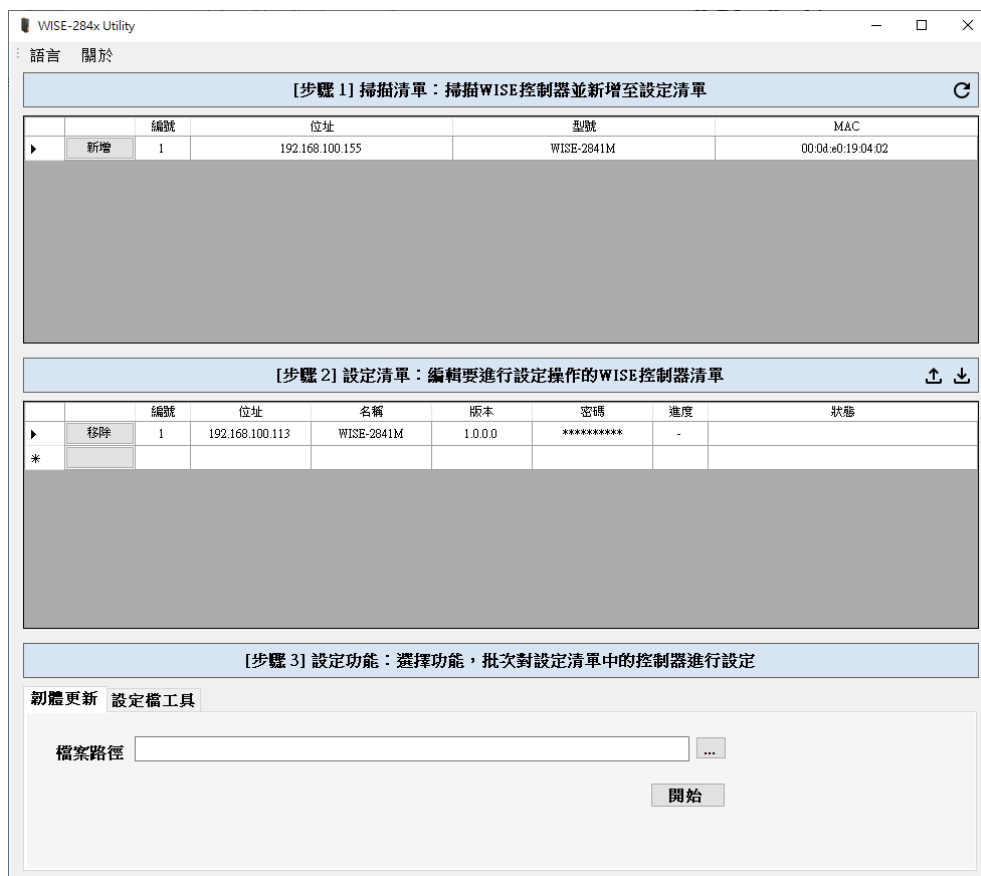 WISE-284x Utility
語言 關於
[步驟 1] 掃描清單：掃描WISE控制器並新增至設定清單
編號 位址 型號 MAC
新增 1 192.168.100.155 WISE-2841M 00:0d:e0:19:04:02
[步驟 2] 設定清單：編輯要進行設定操作的WISE控制器清單
編號 位址 名稱 版本 密碼 進度 狀態
移除 1 192.168.100.113 WISE-2841M 1.0.0.0 ********** -
[步驟 3] 設定功能：選擇功能，批次對設定清單中的控制器進行設定
韌體更新 設定檔工具
檔案路徑 ...
開始